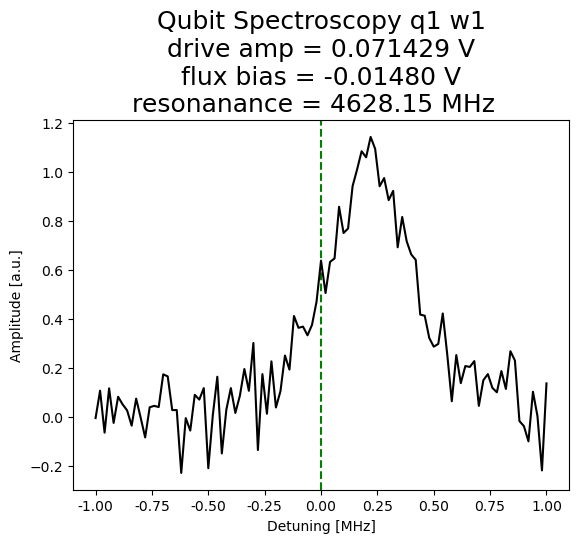 Qubit Spectroscopy q1 w1
drive amp = 0.071429 V
flux bias = -0.01480 V
resonanance = 4628.15 MHz
1.2
1.0
0.8
0.6
0.4
0.2
0.0
−0.2
Amplitude [a.u.]
-1.00
-0.75
-0.50
-0.25
0.00
0.25
0.50
0.75
1.00
Detuning [MHz]